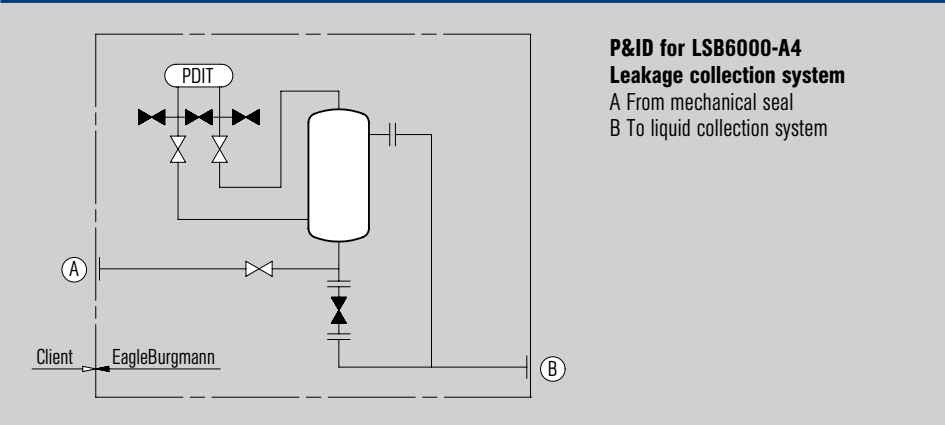 P&ID for LSB6000-A4
Leakage collection system
A From mechanical seal
B To liquid collection system
PDIT
A
Client
EagleBurgmann
B